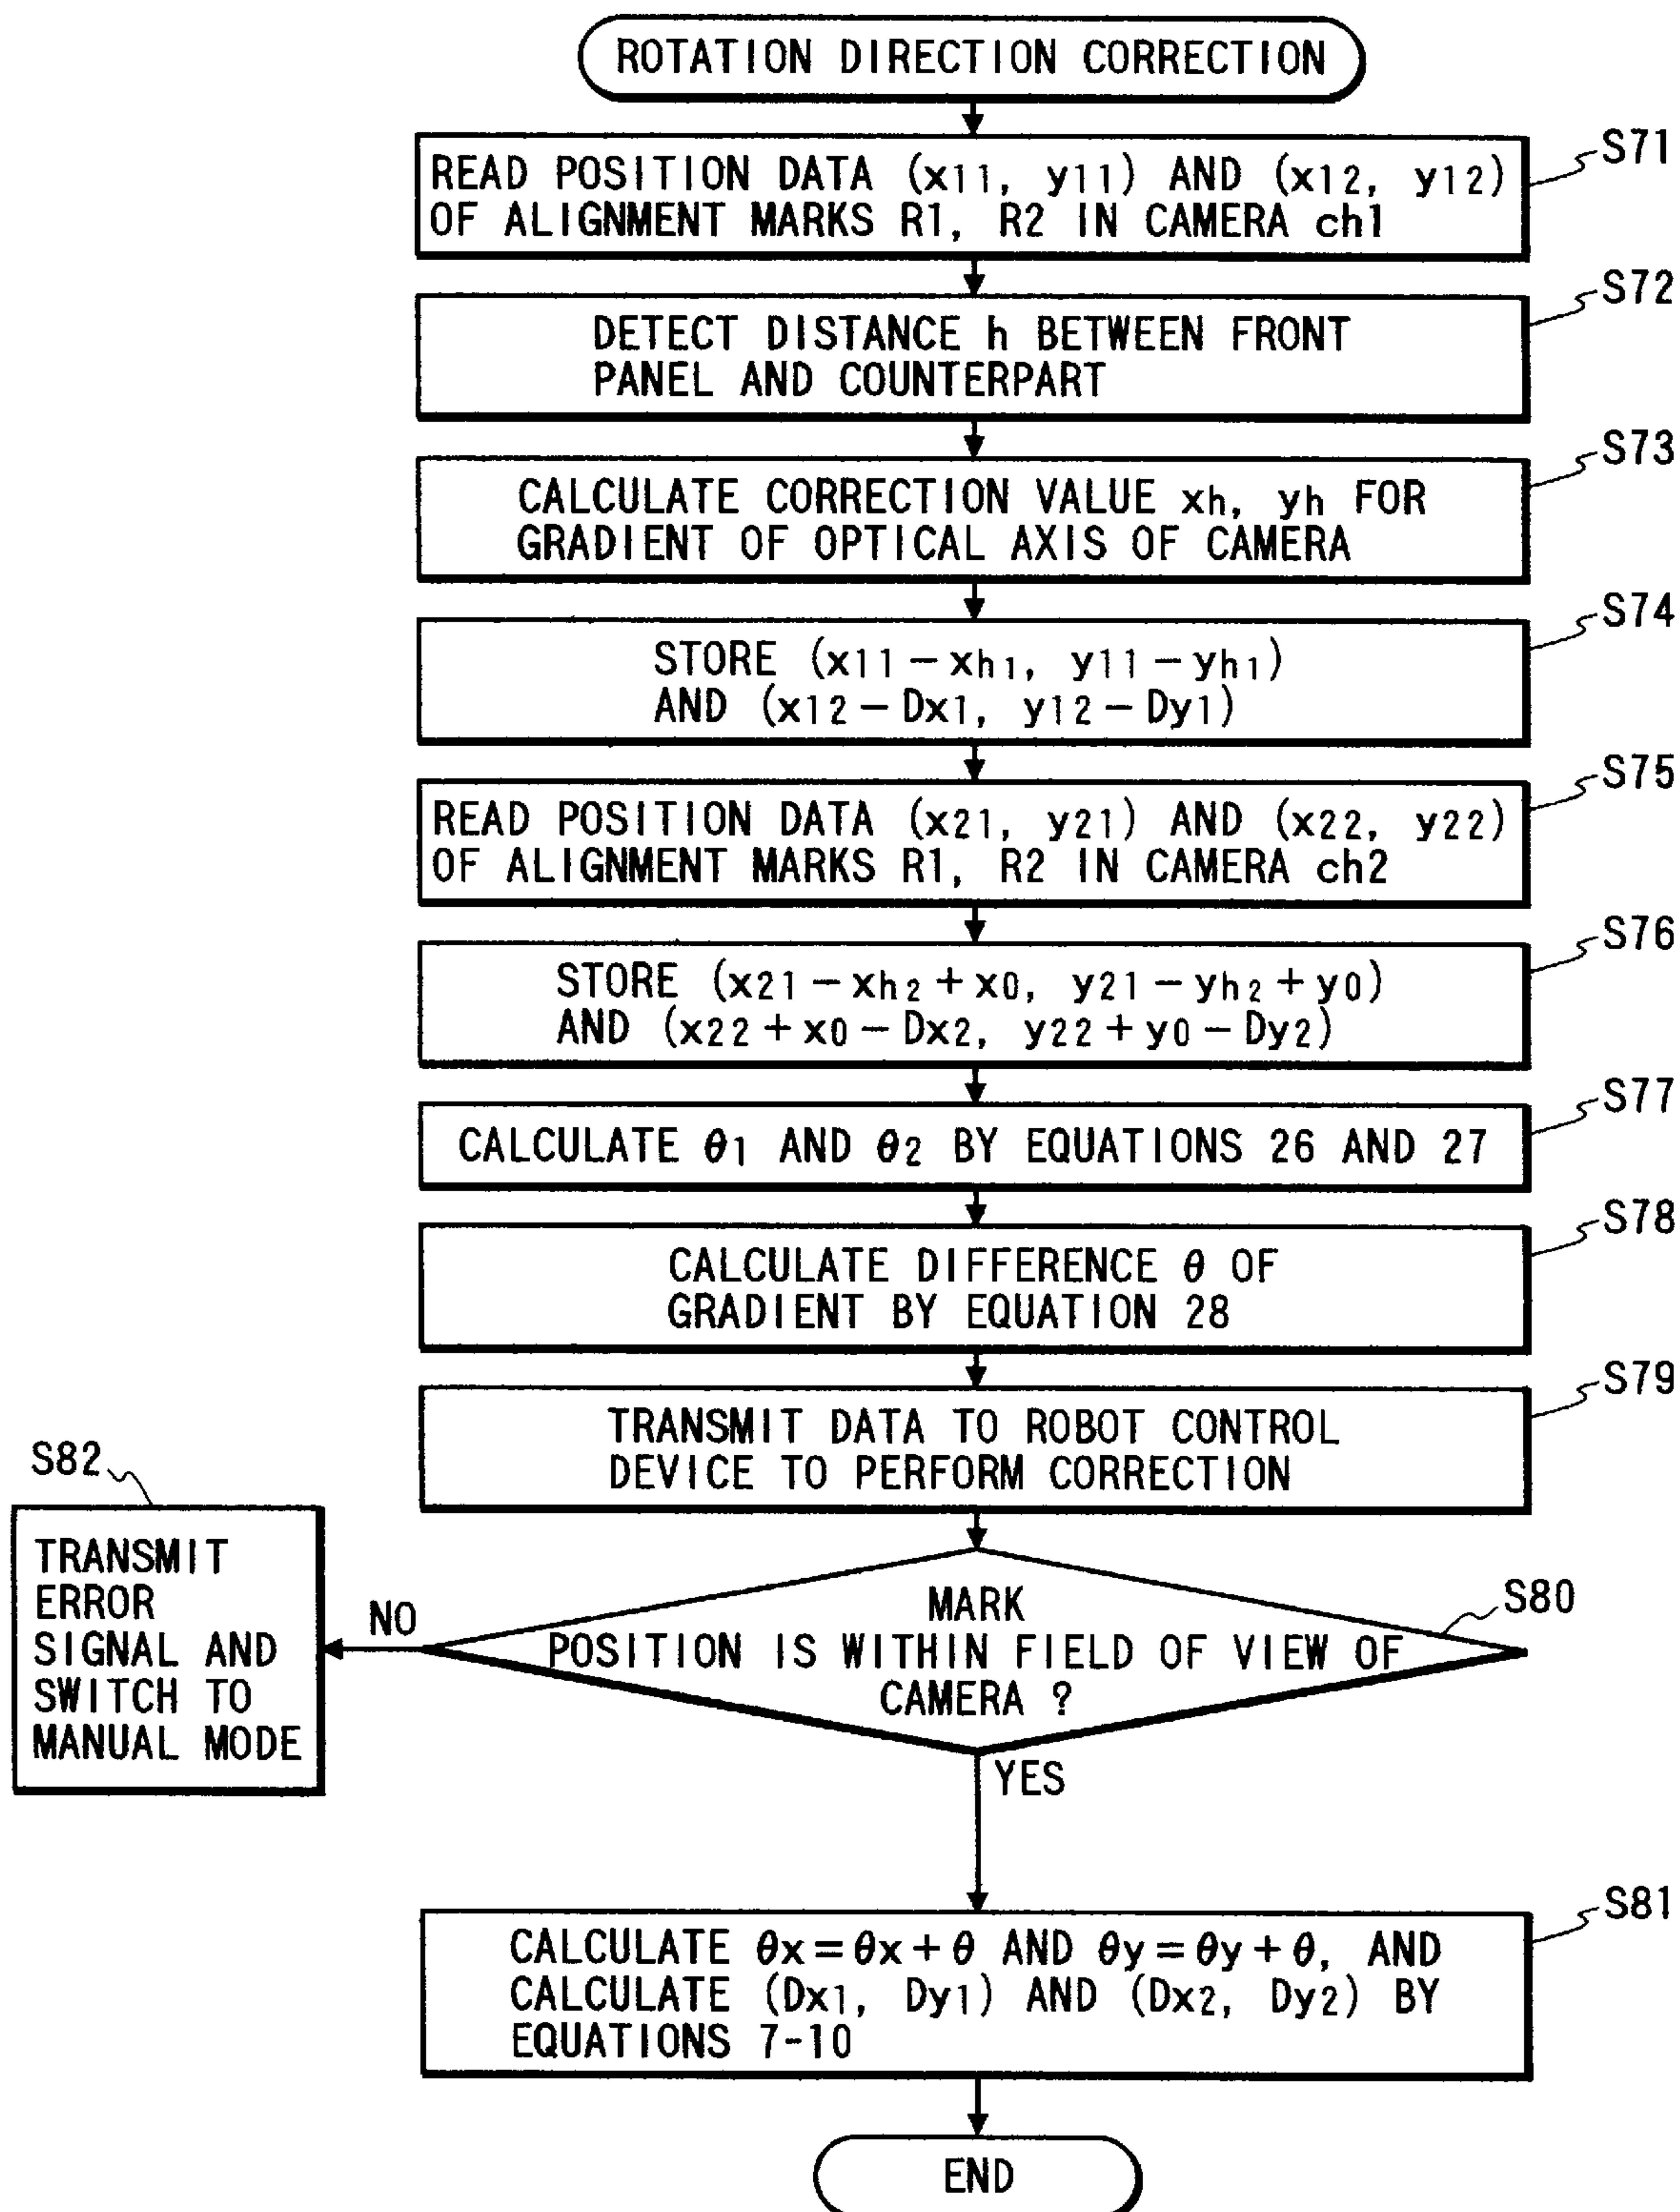 ROTATION DIRECTION CORRECTION
S71
READ POSITION DATA (x11, y11) AND (x12, y12)
OF ALIGNMENT MARKS R1, R2 IN CAMERA ch1
S72
DETECT DISTANCE h BETWEEN FRONT
PANEL AND COUNTERPART
S73
CALCULATE CORRECTION VALUE xh, yh FOR
GRADIENT OF OPTICAL AXIS OF CAMERA
S74
STORE (x11 − xh1, y11 − yh1)
AND (x12 − Dx1, y12 − Dy1)
S75
READ POSITION DATA (x21, y21) AND (x22, y22)
OF ALIGNMENT MARKS R1, R2 IN CAMERA ch2
S76
STORE (x21 − xh2 + x0, y21 − yh2 + y0)
AND (x22 + x0 − Dx2, y22 + y0 − Dy2)
S77
CALCULATE θ1 AND θ2 BY EQUATIONS 26 AND 27
S78
CALCULATE DIFFERENCE θ OF
GRADIENT BY EQUATION 28
S79
TRANSMIT DATA TO ROBOT CONTROL
DEVICE TO PERFORM CORRECTION
S80
MARK
POSITION IS WITHIN FIELD OF VIEW OF
CAMERA ?
NO
S82
TRANSMIT
ERROR
SIGNAL AND
SWITCH TO
MANUAL MODE
YES
S81
CALCULATE θx = θx + θ AND θy = θy + θ, AND
CALCULATE (Dx1, Dy1) AND (Dx2, Dy2) BY
EQUATIONS 7-10
END